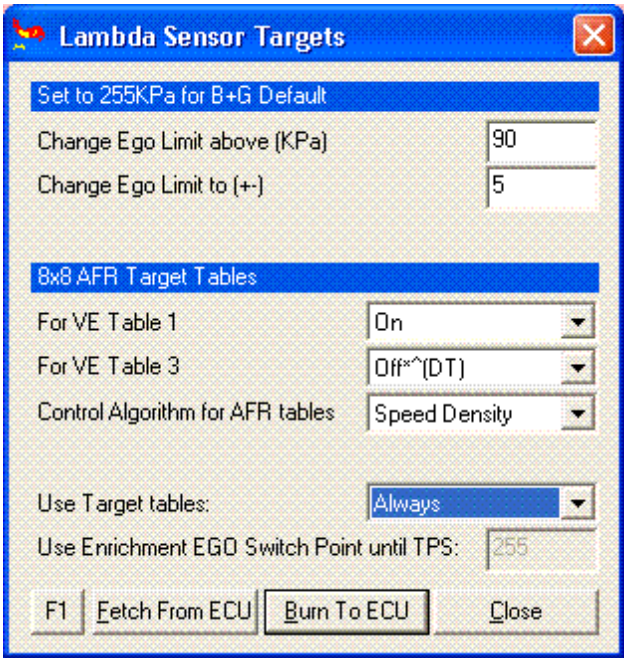 Lambda Sensor Targets
Set to 255KPa for B+G Default
Change Ego Limit above (KPa) 90
Change Ego Limit to (+-) 5
8x8 AFR Target Tables
For VE Table 1 On
For VE Table 3 Off*^(DT)
Control Algorithm for AFR tables Speed Density
Use Target tables: Always
Use Enrichment EGO Switch Point until TPS: 255
F1 Fetch From ECU Burn To ECU Close